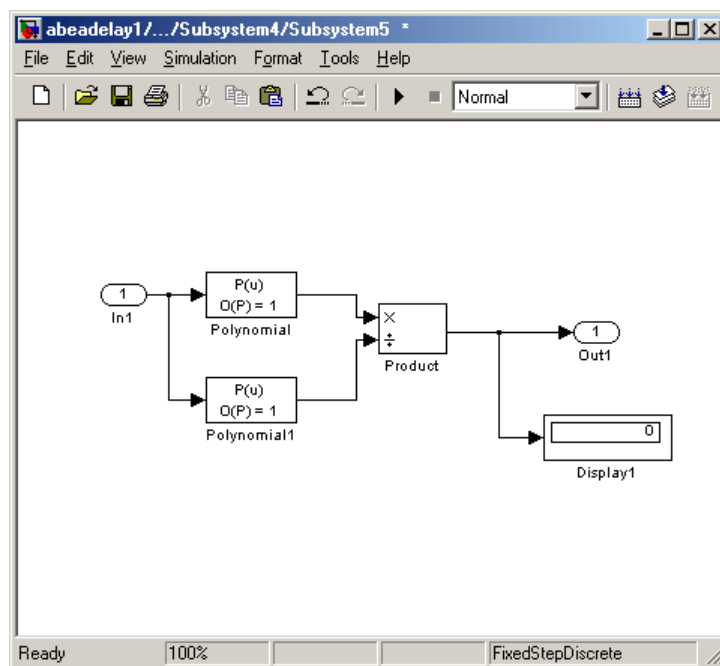 abeadelay1/.../Subsystem4/Subsystem5 *
File Edit View Simulation Format Tools Help
Normal
1
In1
P(u)
O(P) = 1
Polynomial
P(u)
O(P) = 1
Polynomial1
×
÷
Product
1
Out1
0
Display1
Ready 100% FixedStepDiscrete